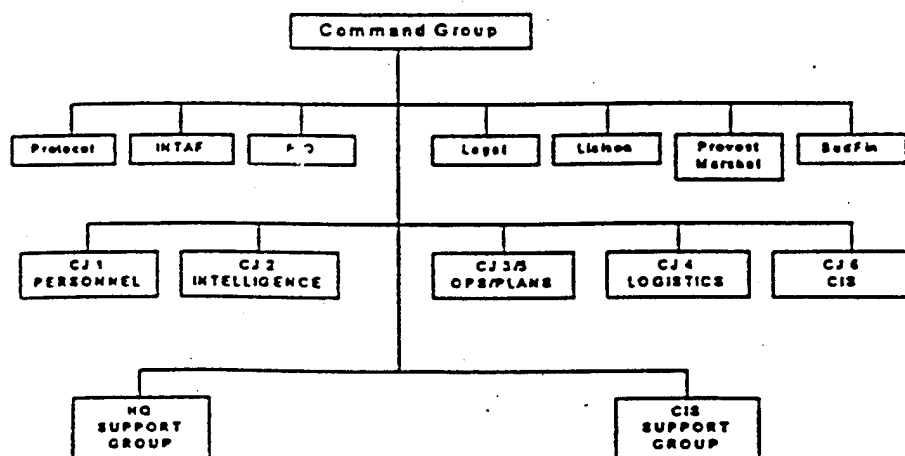 Command Group
Protocol
INTAF
Legal
Liaison
Provost
Marshal
BudFin
CJ 1
PERSONNEL
CJ 2
INTELLIGENCE
CJ 3/5
OPS/PLANS
CJ 4
LOGISTICS
CJ 6
CIS
HQ
SUPPORT
GROUP
CIS
SUPPORT
GROUP